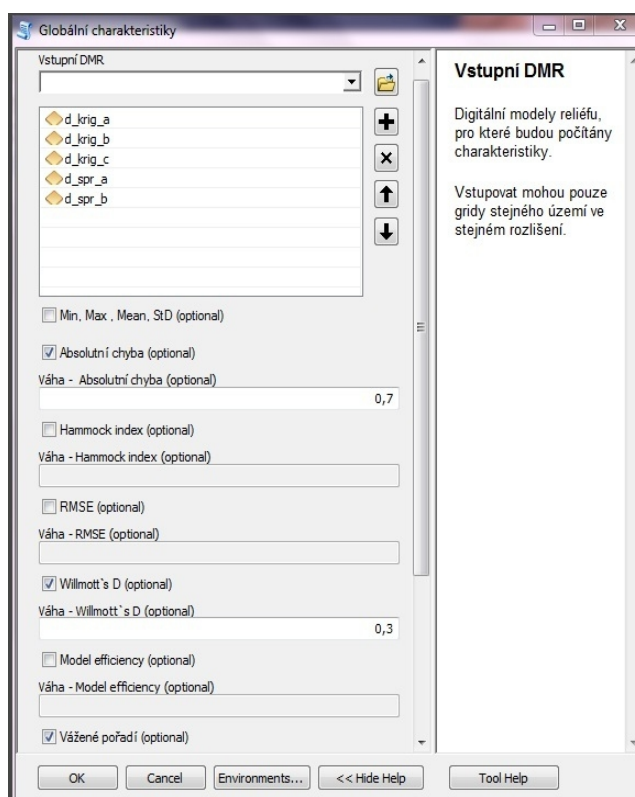 Globální charakteristiky
Vstupní DMR
d_krig_a
d_krig_b
d_krig_c
d_spr_a
d_spr_b
Min, Max , Mean, StD (optional)
Absolutní chyba (optional)
Váha - Absolutní chyba (optional)
0,7
Hammock index (optional)
Váha - Hammock index (optional)
RMSE (optional)
Váha - RMSE (optional)
Willmott`s D (optional)
Váha - Willmott`s D (optional)
0,3
Model efficiency (optional)
Váha - Model efficiency (optional)
Vážené pořadí (optional)
OK
Cancel
Environments...
<< Hide Help
Tool Help
Vstupní DMR
Digitální modely reliéfu,
pro které budou počítány
charakteristiky.
Vstupovat mohou pouze
gridy stejného území ve
stejném rozlišení.